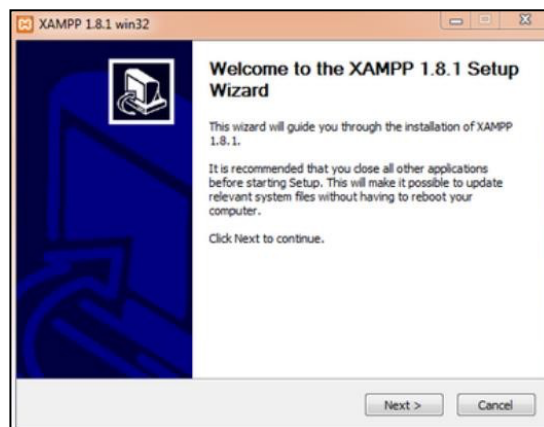 XAMPP 1.8.1 win32
Welcome to the XAMPP 1.8.1 Setup
Wizard
This wizard will guide you through the installation of XAMPP
1.8.1.
It is recommended that you close all other applications
before starting Setup. This will make it possible to update
relevant system files without having to reboot your
computer.
Click Next to continue.
Next >
Cancel